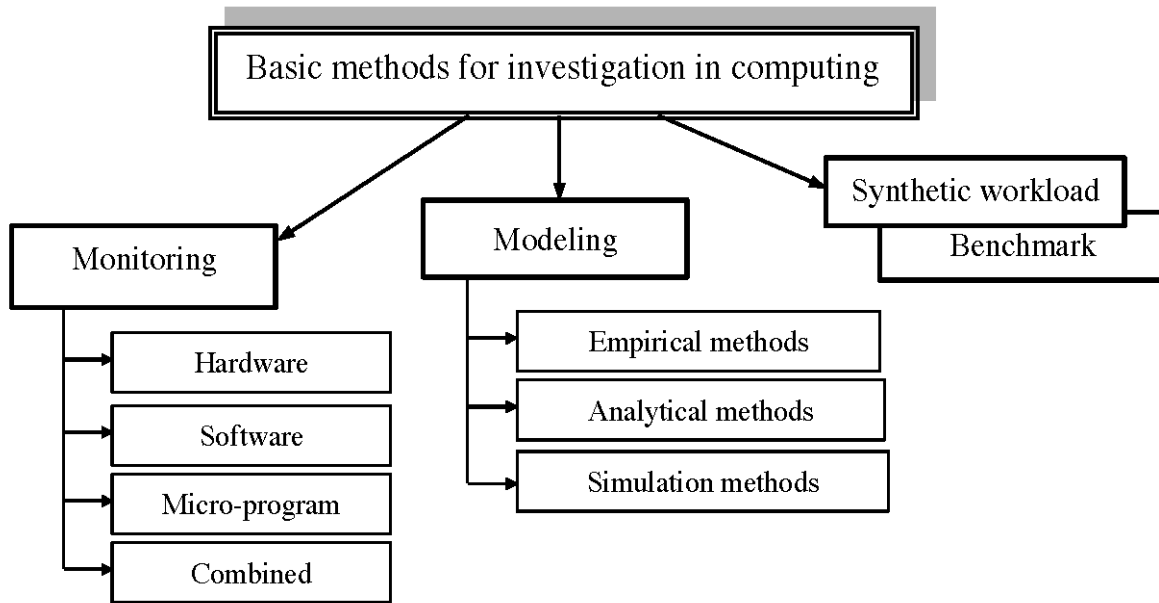 Basic methods for investigation in computing
Synthetic workload
Benchmark
Modeling
Monitoring
Empirical methods
Analytical methods
Simulation methods
Hardware
Software
Micro-program
Combined